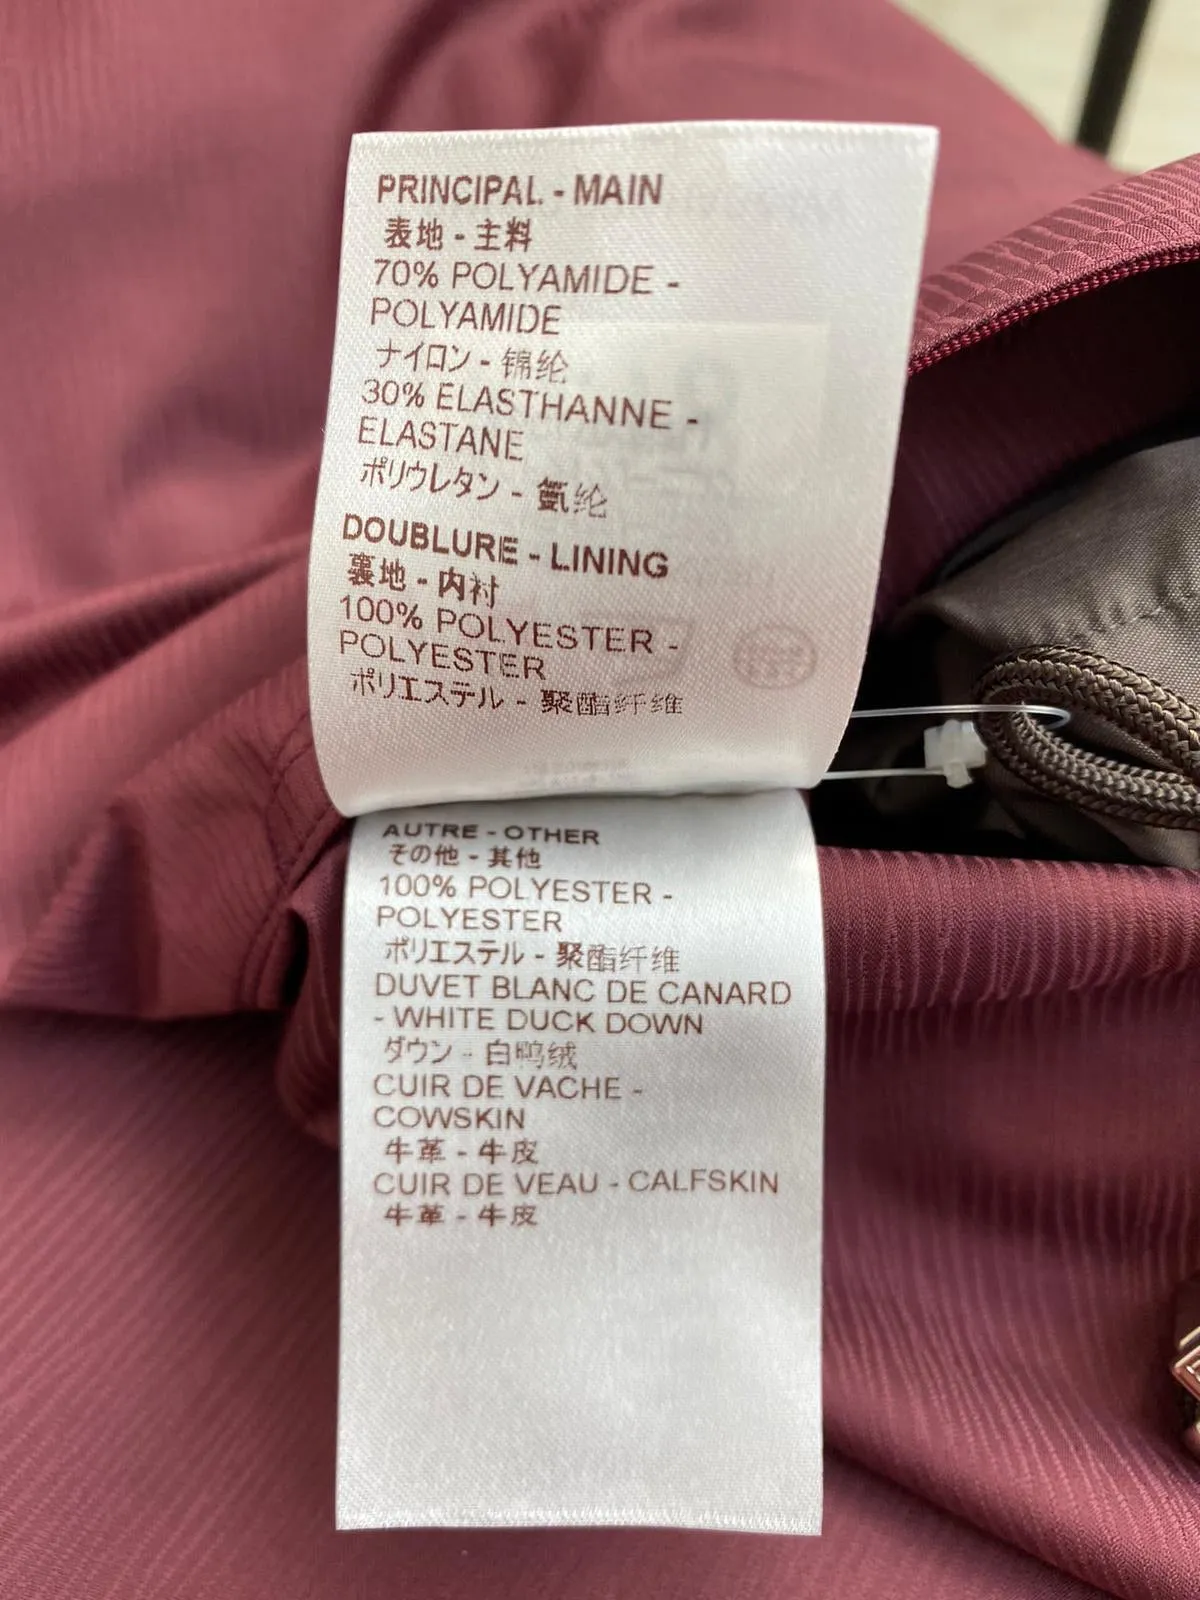 PRINCIPAL - MAIN
表地 - 主料
70% POLYAMIDE -
POLYAMIDE
ナイロン - 锦纶
30% ELASTHANNE -
ELASTANE
ポリウレタン - 氨纶
DOUBLURE - LINING
裏地 - 内衬
100% POLYESTER -
POLYESTER
ポリエステル - 聚酯纤维
AUTRE - OTHER
その他 - 其他
100% POLYESTER -
POLYESTER
ポリエステル - 聚酯纤维
DUVET BLANC DE CANARD
- WHITE DUCK DOWN
ダウン - 白鸭绒
CUIR DE VACHE -
COWSKIN
牛革 - 牛皮
CUIR DE VEAU - CALFSKIN
牛革 - 牛皮